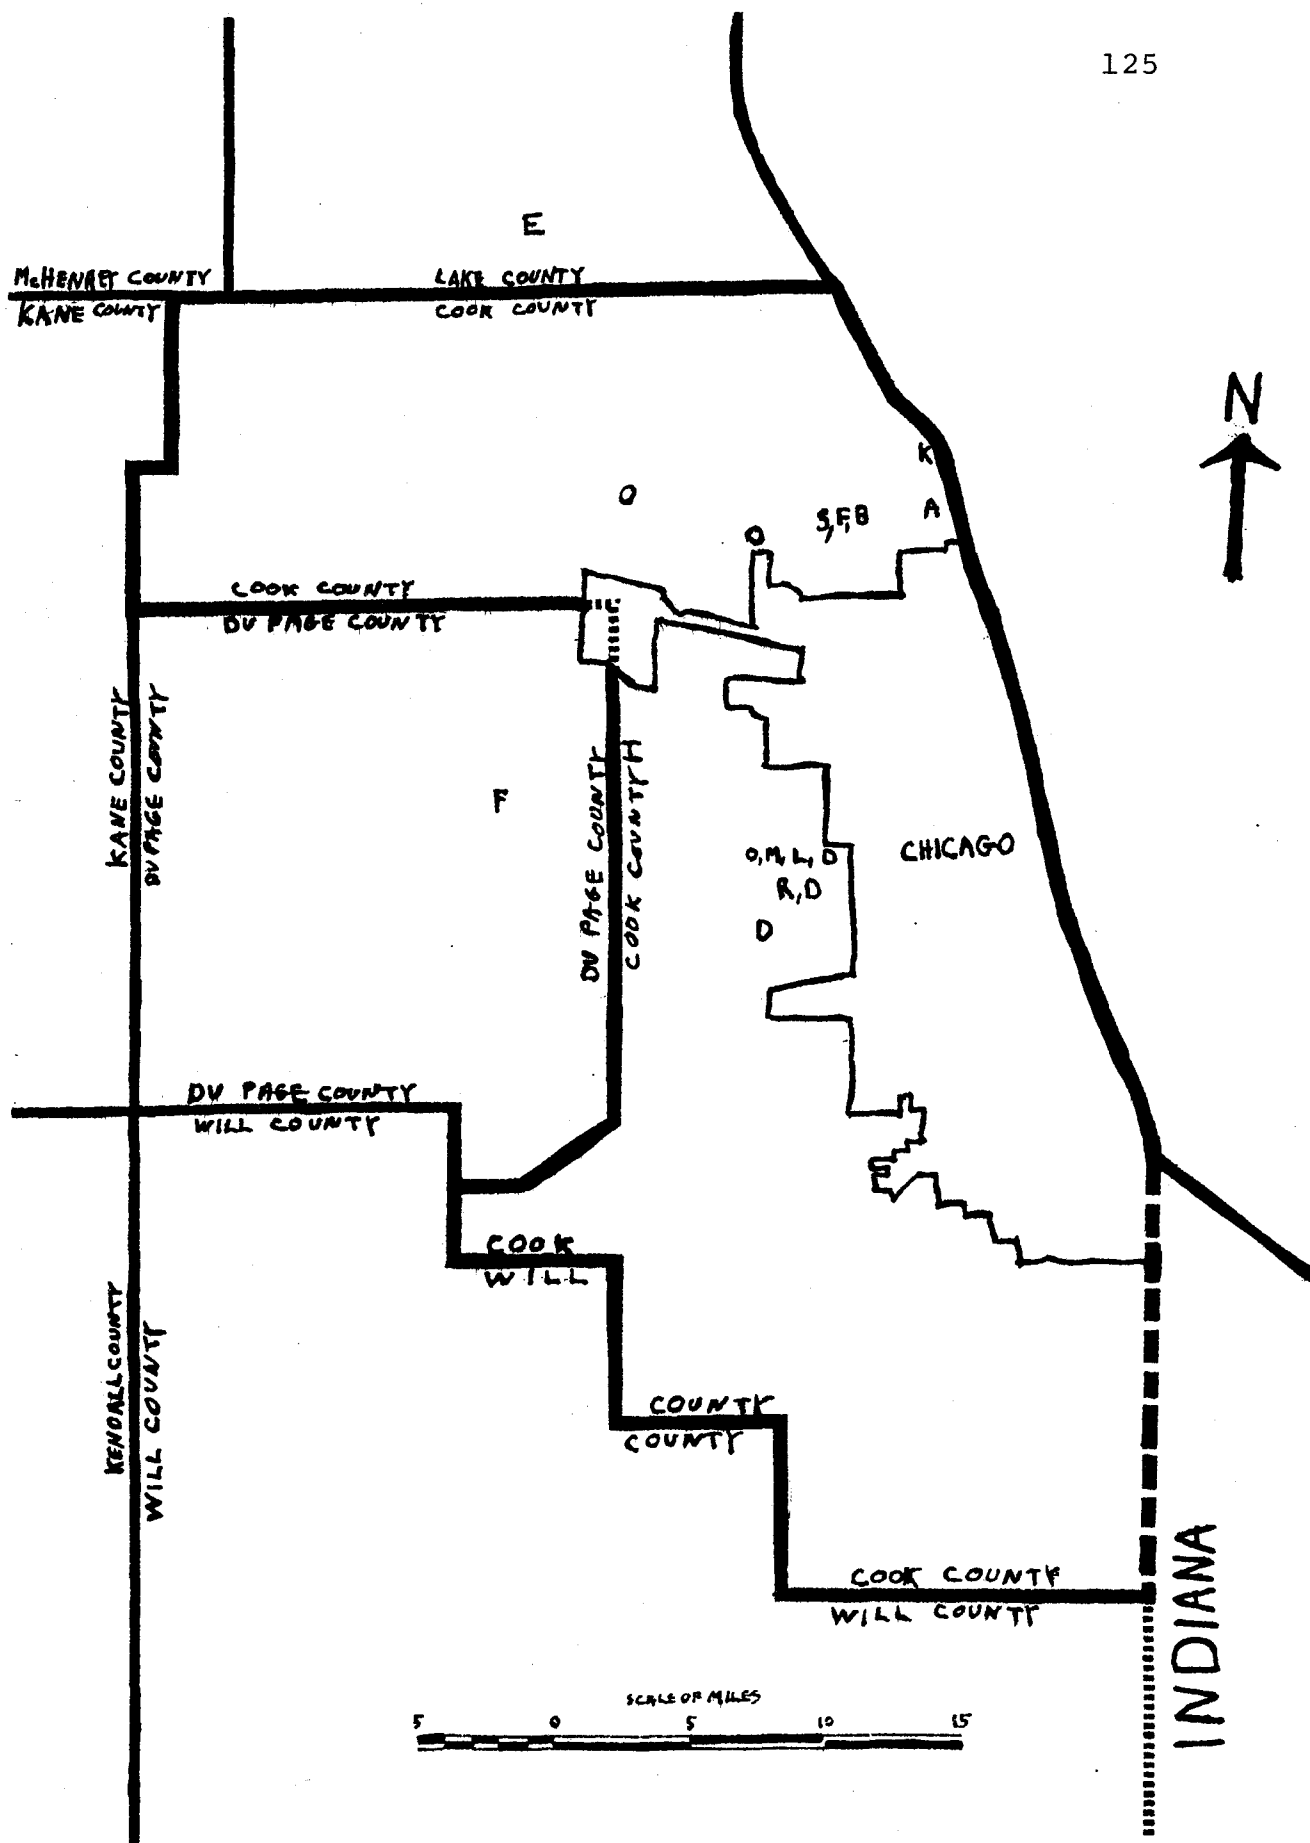 125
E
McHENREY COUNTY
KANE COUNTY
LAKE COUNTY
COOK COUNTY
N
K
O
S,F,B
A
O
COOK COUNTY
DU PAGE COUNTY
KANE COUNTY
DU PAGE COUNTY
F
DU PAGE COUNTY
COOK COUNTY
H
CHICAGO
O,M,L,D
R,D
D
DU PAGE COUNTY
WILL COUNTY
COOK
WILL
KENDALL COUNTY
WILL COUNTY
COUNTY
COUNTY
COOK COUNTY
WILL COUNTY
INDIANA
SCALE OF MILES
5 0 5 10 15